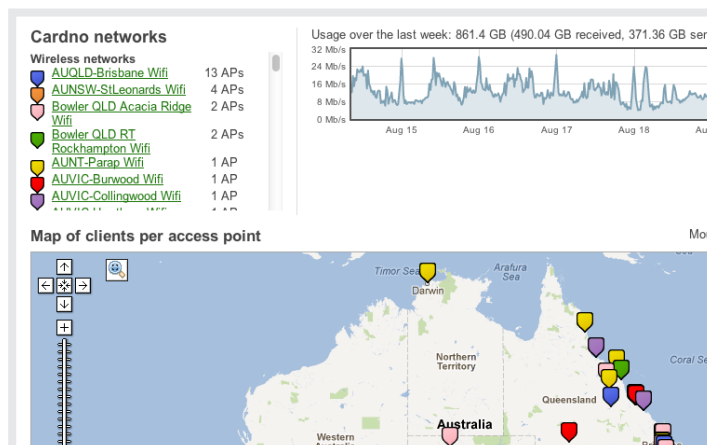 Cardno networks
Wireless networks
AUQLD-Brisbane Wifi 13 APs
AUNSW-StLeonards Wifi 4 APs
Bowler QLD Acacia Ridge 2 APs
Wifi
Bowler QLD RT 2 APs
Rockhampton Wifi
AUNT-Parap Wifi 1 AP
AUVIC-Burwood Wifi 1 AP
AUVIC-Collingwood Wifi 1 AP
Usage over the last week: 861.4 GB (490.04 GB received, 371.36 GB ser
32 Mb/s
24 Mb/s
16 Mb/s
8 Mb/s
0 Mb/s
Aug 15 Aug 16 Aug 17 Aug 18 Au
Map of clients per access point
Mou
Timor Sea
Arafura
Sea
Darwin
Coral Se
Northern
Territory
Queensland
Australia
Western